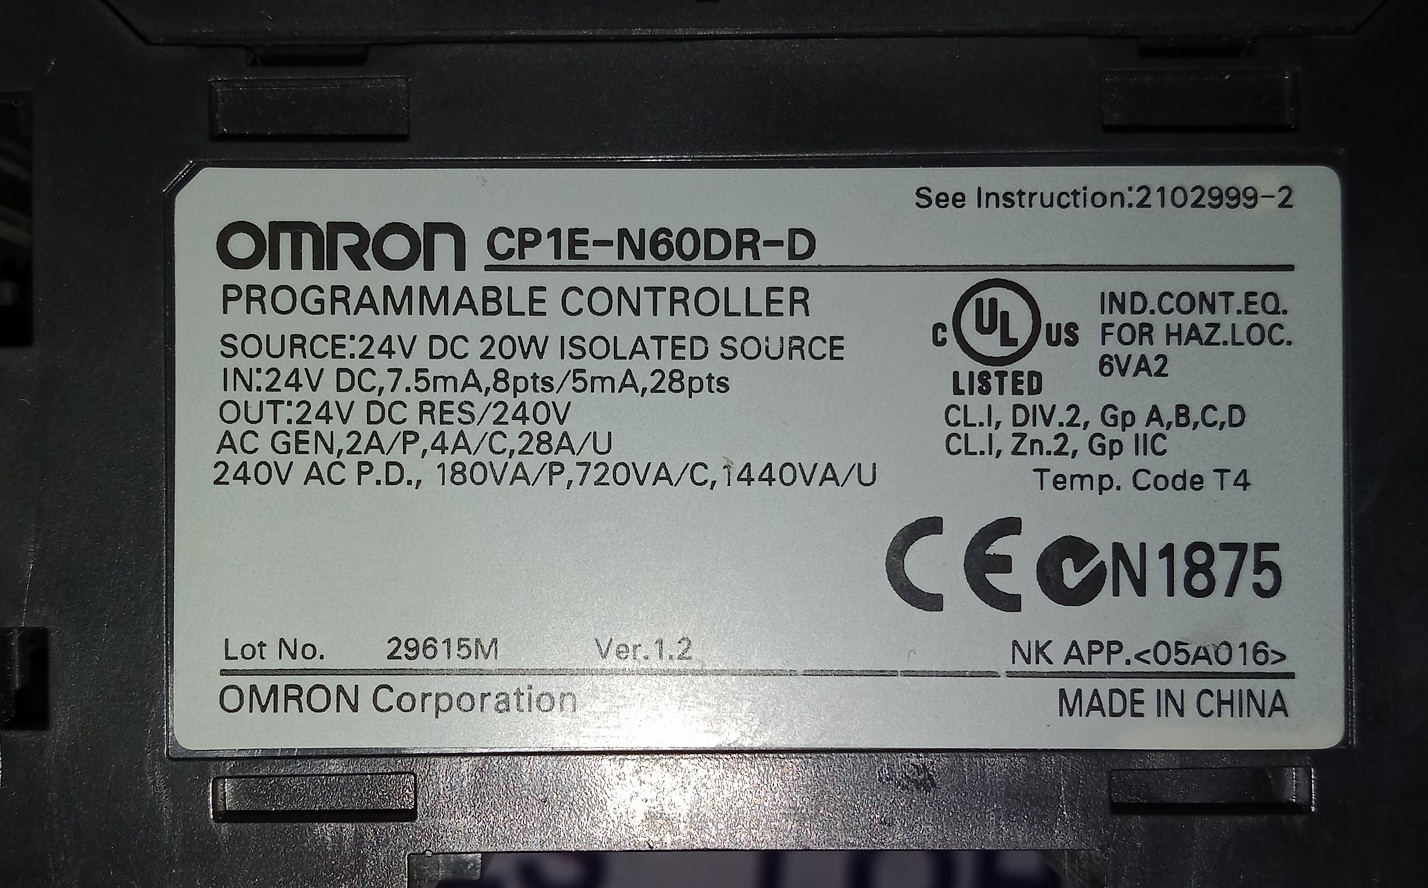 See Instruction:2102999-2
OMRON CP1E-N60DR-D
PROGRAMMABLE CONTROLLER
SOURCE:24V DC 20W ISOLATED SOURCE
IN:24V DC,7.5mA,8pts/5mA,28pts
OUT:24V DC RES/240V
AC GEN,2A/P,4A/C,28A/U
240V AC P.D., 180VA/P,720VA/C,1440VA/U
C UL US
LISTED
IND.CONT.EQ.
FOR HAZ.LOC.
6VA2
CL.I, DIV.2, Gp A,B,C,D
CL.I, Zn.2, Gp IIC
Temp. Code T4
CE N1875
Lot No. 29615M Ver.1.2
NK APP.<05A016>
OMRON Corporation
MADE IN CHINA